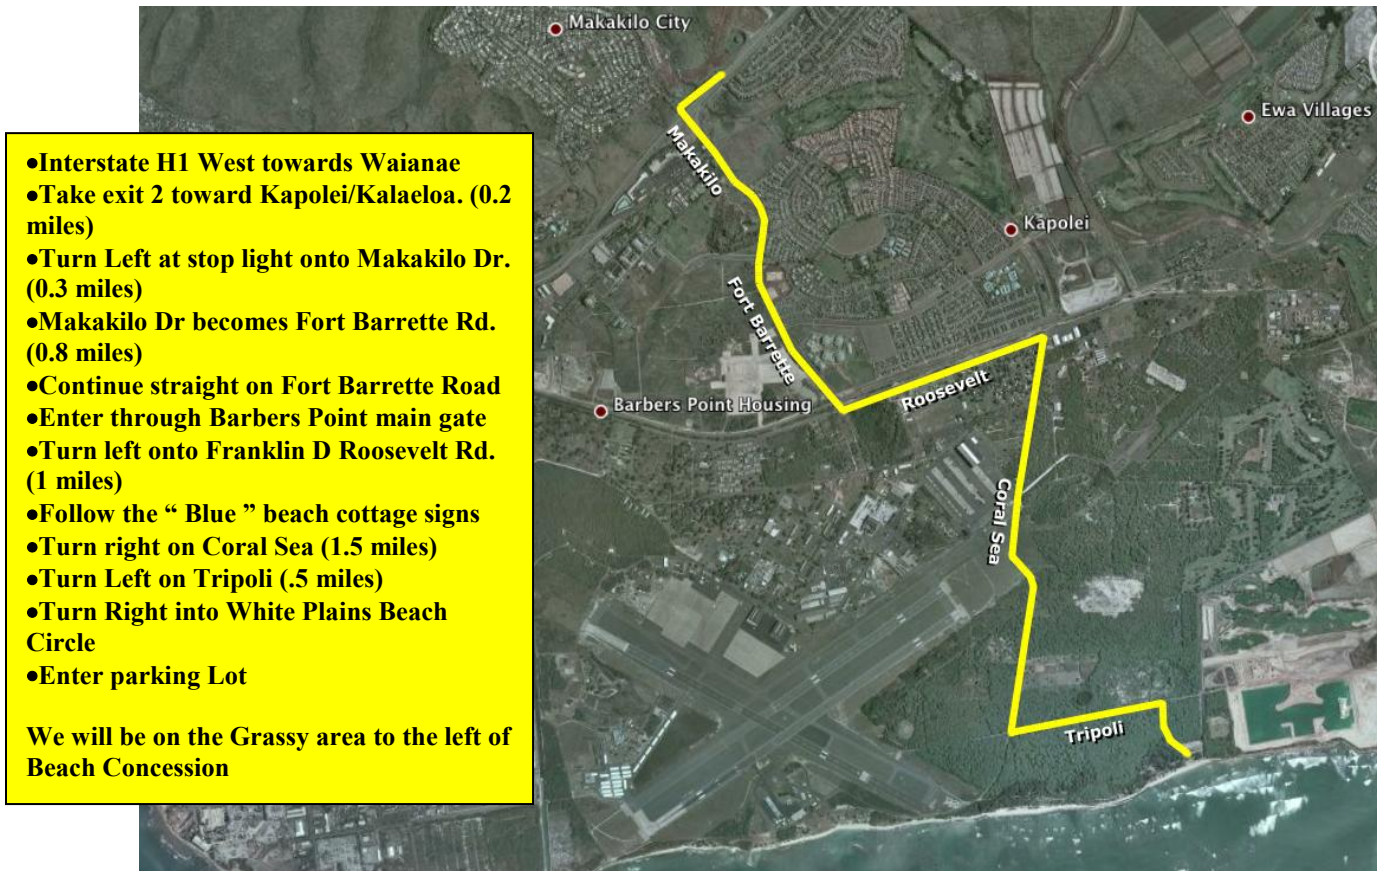 •Interstate H1 West towards Waianae
•Take exit 2 toward Kapolei/Kalaeloa. (0.2
miles)
•Turn Left at stop light onto Makakilo Dr.
(0.3 miles)
•Makakilo Dr becomes Fort Barrette Rd.
(0.8 miles)
•Continue straight on Fort Barrette Road
•Enter through Barbers Point main gate
•Turn left onto Franklin D Roosevelt Rd.
(1 miles)
•Follow the “ Blue ” beach cottage signs
•Turn right on Coral Sea (1.5 miles)
•Turn Left on Tripoli (.5 miles)
•Turn Right into White Plains Beach
Circle
•Enter parking Lot
We will be on the Grassy area to the left of
Beach Concession
Makakilo City
Ewa Villages
Makakilo
Kapolei
Fort Barrette
Roosevelt
Barbers Point Housing
Coral Sea
Tripoli